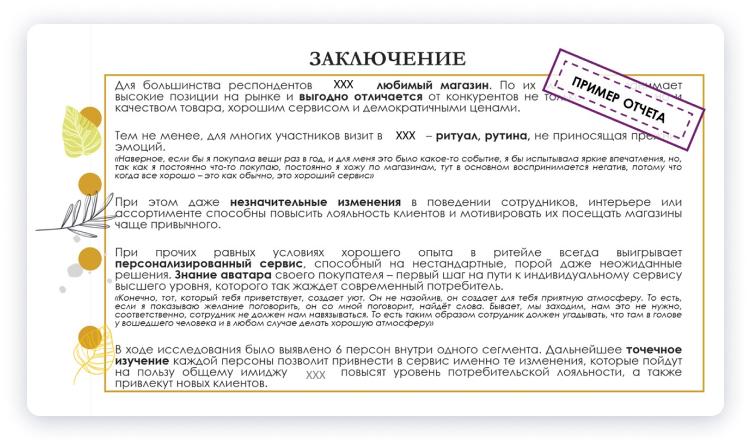 ЗАКЛЮЧЕНИЕ
ПРИМЕР ОТЧЕТА
Для большинства респондентов XXX любимый магазин. По их
высокие позиции на рынке и выгодно отличается от конкурентов не
качеством товара, хорошим сервисом и демократичными ценами.
Тем не менее, для многих участников визит в XXX – ритуал, рутина, не приносящая
эмоций.
«Наверное, если бы я покупала вещи раз в год, и для меня это было какое-то событие, я бы испытывала яркие впечатления, но,
так как я постоянно что-то покупаю, постоянно я хожу по магазинам, тут в основном воспринимается негатив, потому что
когда все хорошо – это как обычно, это хороший сервис»
При этом даже незначительные изменения в поведении сотрудников, интерьере или
ассортименте способны повысить лояльность клиентов и мотивировать их посещать магазины
чаще привычного.
При прочих равных условиях хорошего опыта в ритейле всегда выигрывает
персонализированный сервис, способный на нестандартные, порой даже неожиданные
решения. Знание аватара своего покупателя – первый шаг на пути к индивидуальному сервису
высшего уровня, которого так жаждет современный потребитель.
«Конечно, тот, который тебя приветствует, создает уют. Он не назойлив, он создает для тебя приятную атмосферу. То есть,
если я показываю желание поговорить, он со мной поговорит, найдёт слова. Бывает, мы заходим, нам это не нужно,
соответственно, сотрудник не должен нам навязываться. То есть таким образом сотрудник должен угадывать, что там в голове
у вошедшего человека и в любом случае делать хорошую атмосферу»
В ходе исследования было выявлено 6 персон внутри одного сегмента. Дальнейшее точечное
изучение каждой персоны позволит привнести в сервис именно те изменения, которые пойдут
на пользу общему имиджу XXX повысят уровень потребительской лояльности, а также
привлекут новых клиентов.